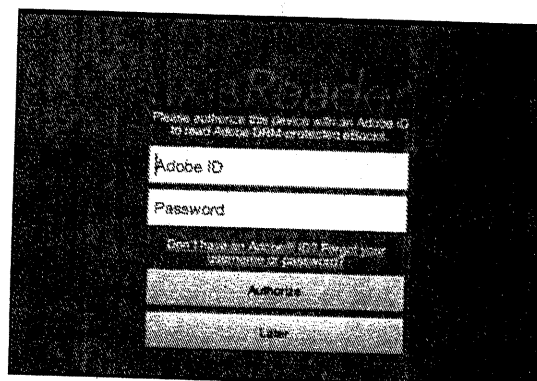 Please authorize this device with an Adobe ID
to read Adobe DRM-protected eBooks.
Adobe ID
Password
Don't have an Adobe ID? Forgot your
username or password?
Authorize
Later